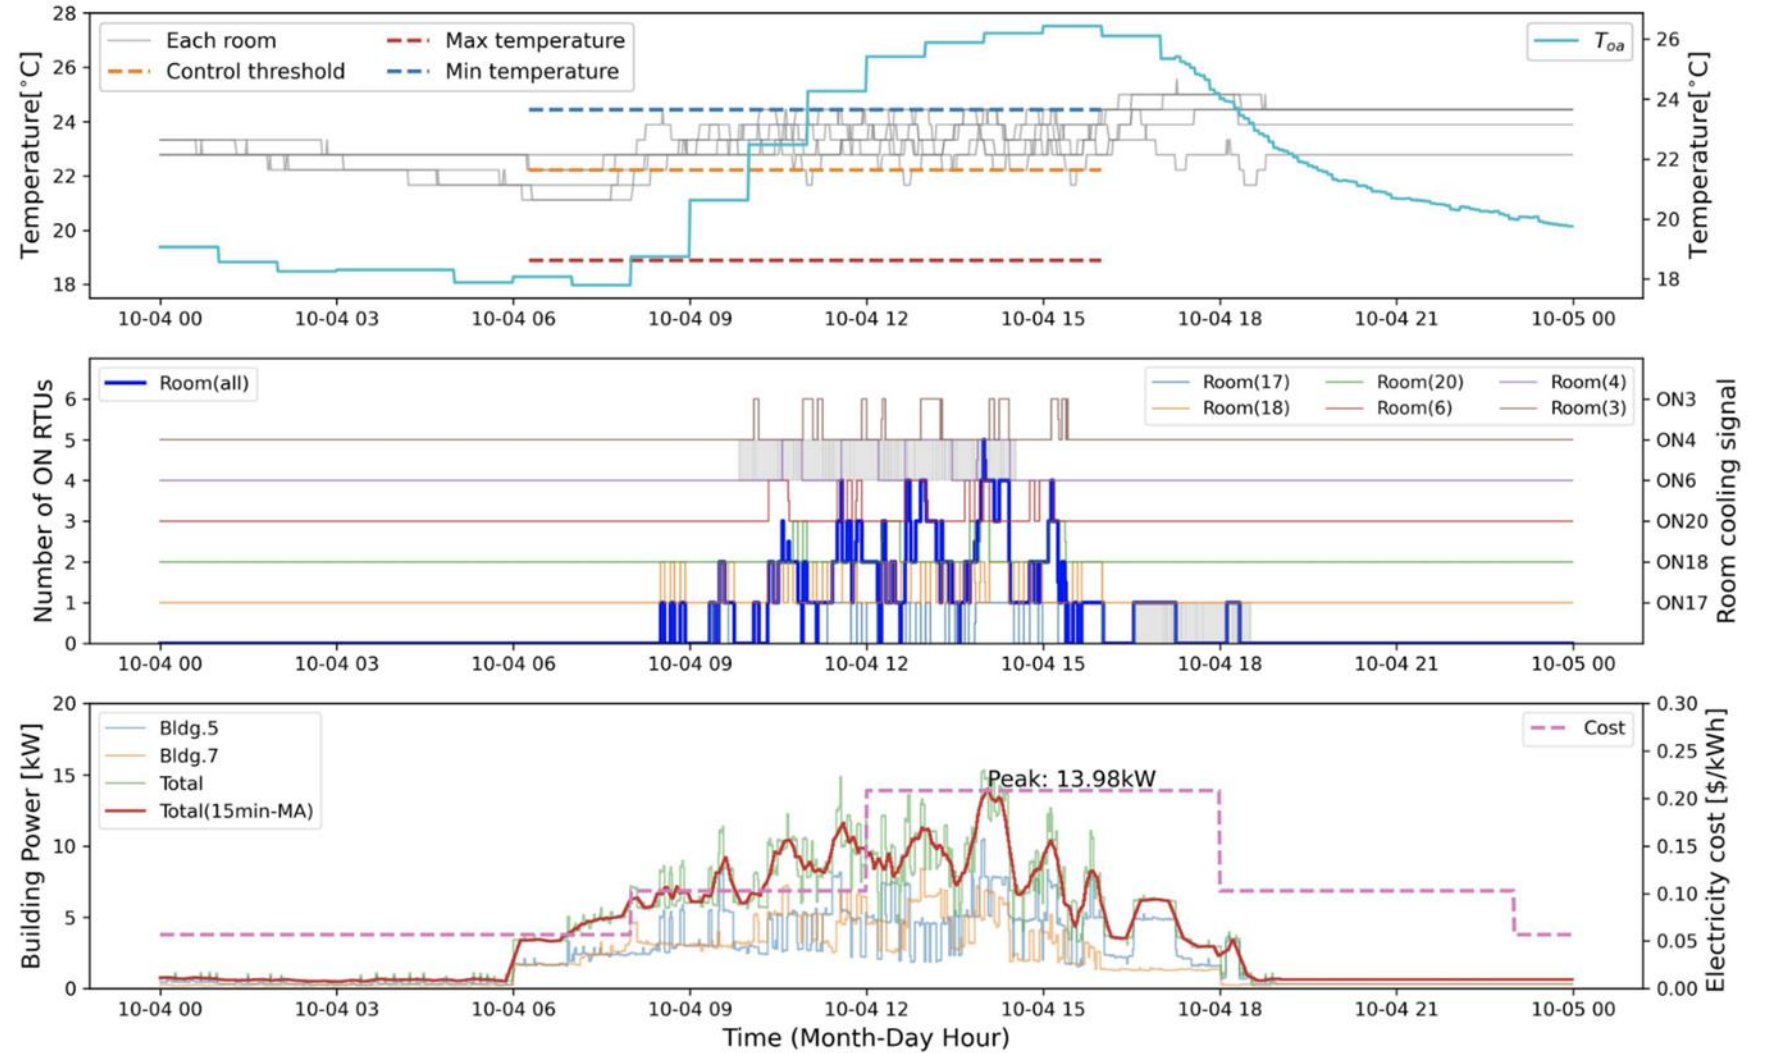 28
26
24
22
20
18
Temperature[°C]
Each room
Control threshold
Max temperature
Min temperature
T_oa
26
24
22
20
18
Temperature[°C]
10-04 00
10-04 03
10-04 06
10-04 09
10-04 12
10-04 15
10-04 18
10-04 21
10-05 00
6
5
4
3
2
1
0
Number of ON RTUs
Room(all)
Room(17)
Room(18)
Room(20)
Room(6)
Room(4)
Room(3)
ON3
ON4
ON6
ON20
ON18
ON17
Room cooling signal
10-04 00
10-04 03
10-04 06
10-04 09
10-04 12
10-04 15
10-04 18
10-04 21
10-05 00
20
15
10
5
0
Building Power [kW]
Bldg.5
Bldg.7
Total
Total(15min-MA)
Peak: 13.98kW
Cost
0.30
0.25
0.20
0.15
0.10
0.05
0.00
Electricity cost [$/kWh]
10-04 00
10-04 03
10-04 06
10-04 09
10-04 12
10-04 15
10-04 18
10-04 21
10-05 00
Time (Month-Day Hour)